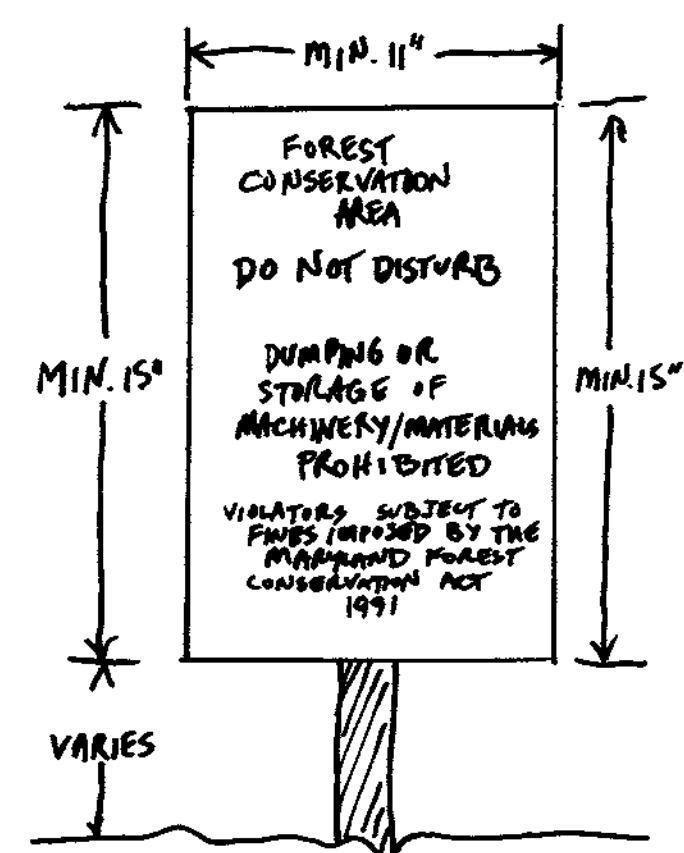 MIN. 11"
FOREST
CONSERVATION
AREA
DO NOT DISTURB
MIN. 15"
MIN. 15"
DUMPING OR
STORAGE OF
MACHINERY/MATERIALS
PROHIBITED
VIOLATORS SUBJECT TO
FINES IMPOSED BY THE
MARYLAND FOREST
CONSERVATION ACT
1991
VARIES